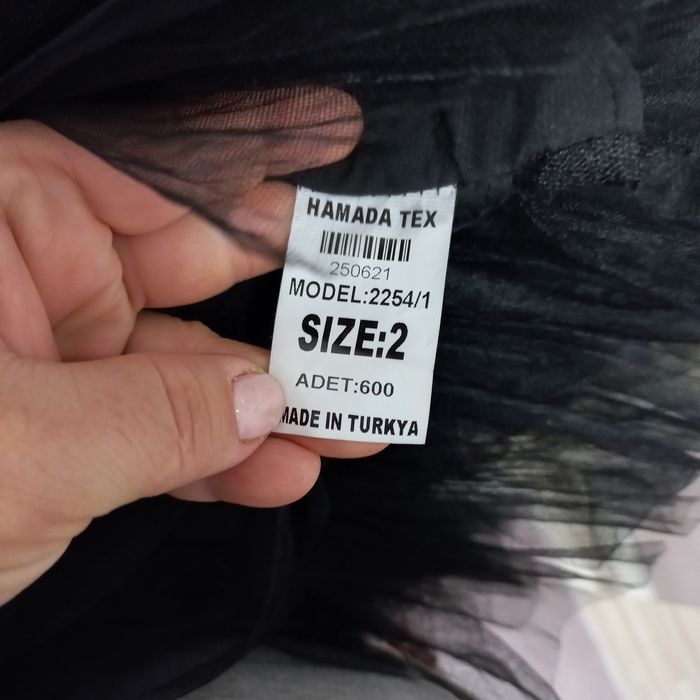 HAMADA TEX
250621
MODEL:2254/1
SIZE:2
ADET:600
MADE IN TURKYA